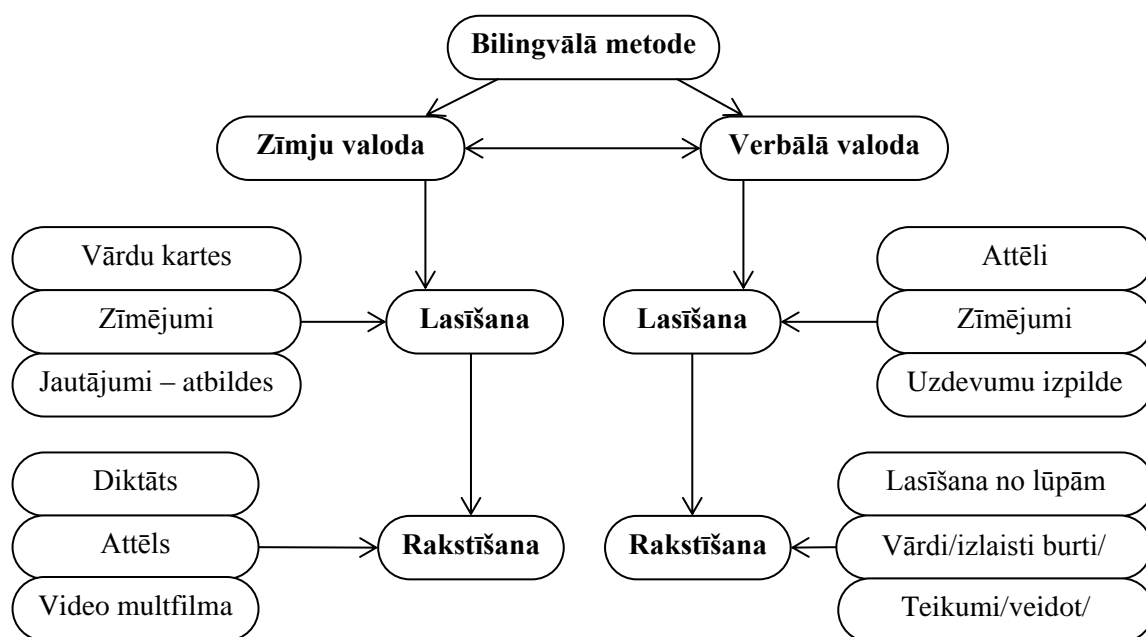 Bilingvālā metode
Zīmju valoda
Verbālā valoda
Vārdu kartes
Attēli
Zīmējumi
Lasīšana
Lasīšana
Zīmējumi
Jautājumi – atbildes
Uzdevumu izpilde
Diktāts
Lasīšana no lūpām
Attēls
Rakstīšana
Rakstīšana
Vārdi/izlaisti burti/
Video multfilma
Teikumi/veidot/